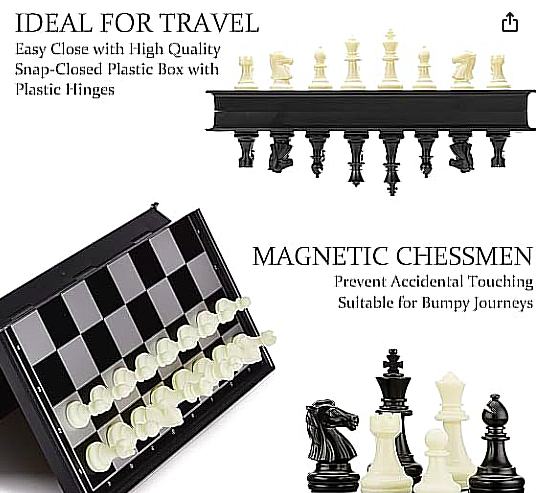 IDEAL FOR TRAVEL
Easy Close with High Quality
Snap-Closed Plastic Box with
Plastic Hinges
MAGNETIC CHESSMEN
Prevent Accidental Touching
Suitable for Bumpy Journeys